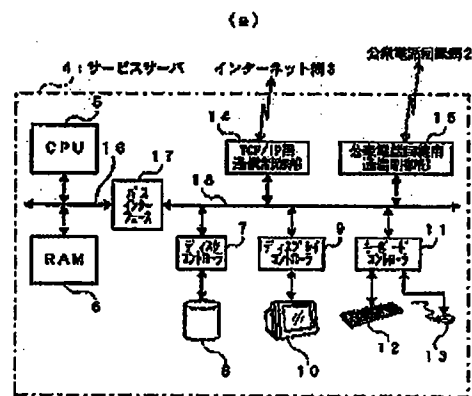 (a)
公衆電話回線網2
4:サービスサーバ
インターネット網3
5
14
15
CPU
16
17
TCP/IP用
通信制御部
公衆電話回線用
通信制御部
バス
インター
フェース
18
7
9
11
RAM
ディスク
コントローラ
ディスプレイ
コントローラ
キーボード
コントローラ
6
8
10
12
13